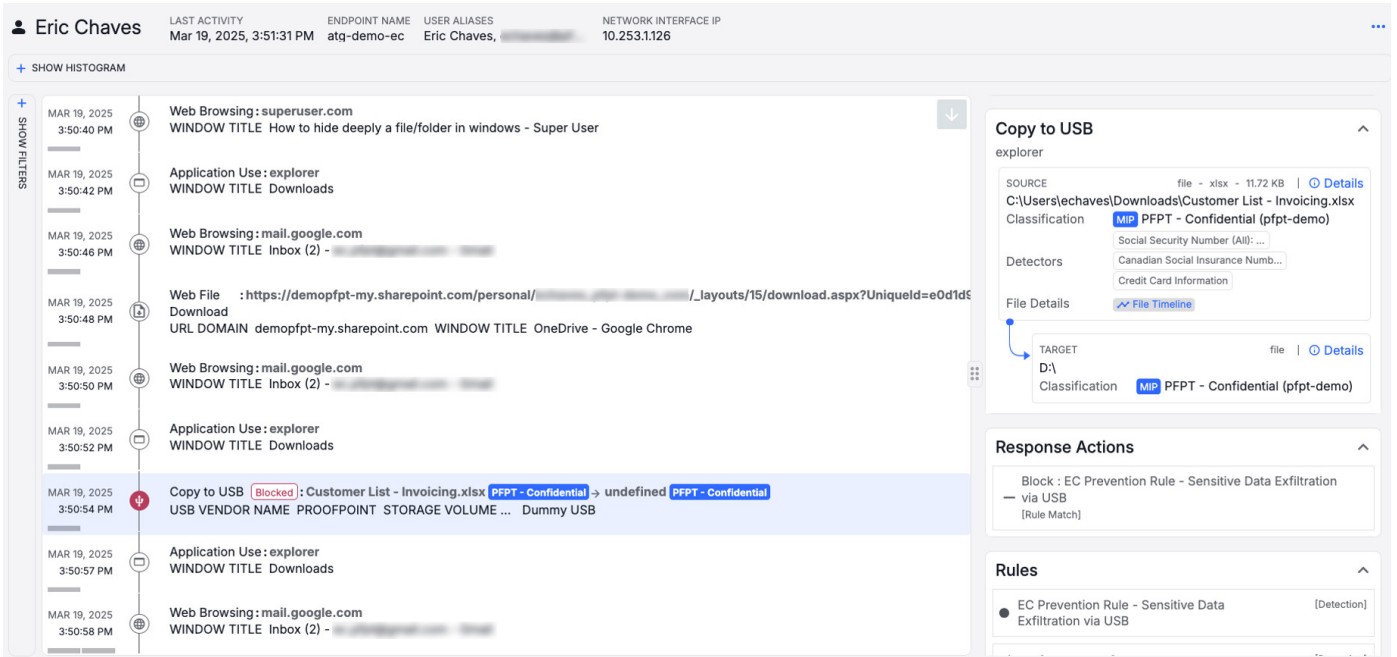 Eric Chaves
LAST ACTIVITY
Mar 19, 2025, 3:51:31 PM
ENDPOINT NAME
atg-demo-ec
USER ALIASES
Eric Chaves,
NETWORK INTERFACE IP
10.253.1.126
+ SHOW HISTOGRAM
+ SHOW FILTERS
MAR 19, 2025
3:50:40 PM
Web Browsing: superuser.com
WINDOW TITLE How to hide deeply a file/folder in windows - Super User
MAR 19, 2025
3:50:42 PM
Application Use: explorer
WINDOW TITLE Downloads
MAR 19, 2025
3:50:46 PM
Web Browsing: mail.google.com
WINDOW TITLE Inbox (2) -
MAR 19, 2025
3:50:48 PM
Web File : https://demopfpt-my.sharepoint.com/personal/ /_layouts/15/download.aspx?UniqueId=e0d1d9
Download
URL DOMAIN demopfpt-my.sharepoint.com WINDOW TITLE OneDrive - Google Chrome
MAR 19, 2025
3:50:50 PM
Web Browsing: mail.google.com
WINDOW TITLE Inbox (2) -
MAR 19, 2025
3:50:52 PM
Application Use: explorer
WINDOW TITLE Downloads
MAR 19, 2025
3:50:54 PM
Copy to USB Blocked : Customer List - Invoicing.xlsx PFPT - Confidential → undefined PFPT - Confidential
USB VENDOR NAME PROOFPOINT STORAGE VOLUME ... Dummy USB
MAR 19, 2025
3:50:57 PM
Application Use: explorer
WINDOW TITLE Downloads
MAR 19, 2025
3:50:58 PM
Web Browsing: mail.google.com
WINDOW TITLE Inbox (2) -
Copy to USB
explorer
SOURCE file - xlsx - 11.72 KB | Details
C:\Users\echaves\Downloads\Customer List - Invoicing.xlsx
Classification MIP PFPT - Confidential (pfpt-demo)
Detectors
Social Security Number (All): ...
Canadian Social Insurance Numb...
Credit Card Information
File Details File Timeline
TARGET file | Details
D:\
Classification MIP PFPT - Confidential (pfpt-demo)
Response Actions
Block : EC Prevention Rule - Sensitive Data Exfiltration
via USB
[Rule Match]
Rules
EC Prevention Rule - Sensitive Data [Detection]
Exfiltration via USB